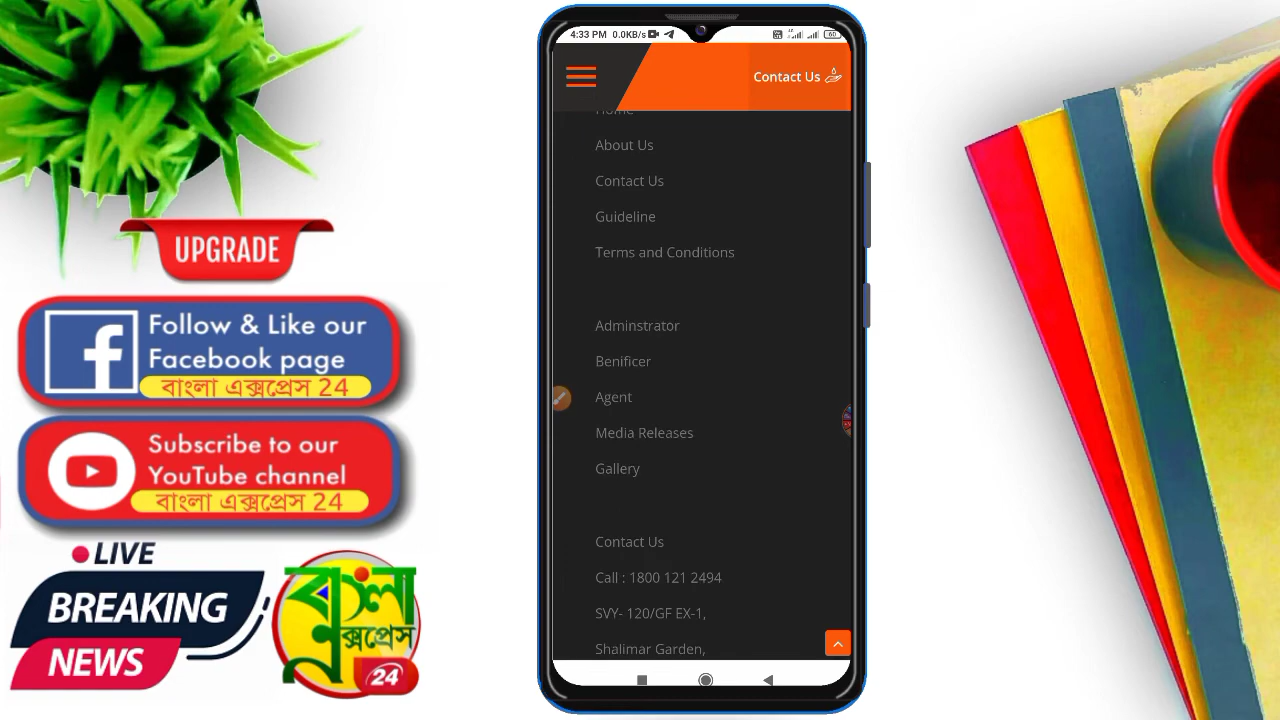 UPGRADE
Follow & Like our
Facebook page
বাংলা এক্সপ্রেস 24
Subscribe to our
YouTube channel
বাংলা এক্সপ্রেস 24
LIVE
BREAKING
NEWS
বাংলা
এক্সপ্রেস
24
4:33 PM 0.0KB/s
60
Contact Us
Home
About Us
Contact Us
Guideline
Terms and Conditions
Adminstrator
Benificer
Agent
Media Releases
Gallery
Contact Us
Call : 1800 121 2494
SVY- 120/GF EX-1,
Shalimar Garden,